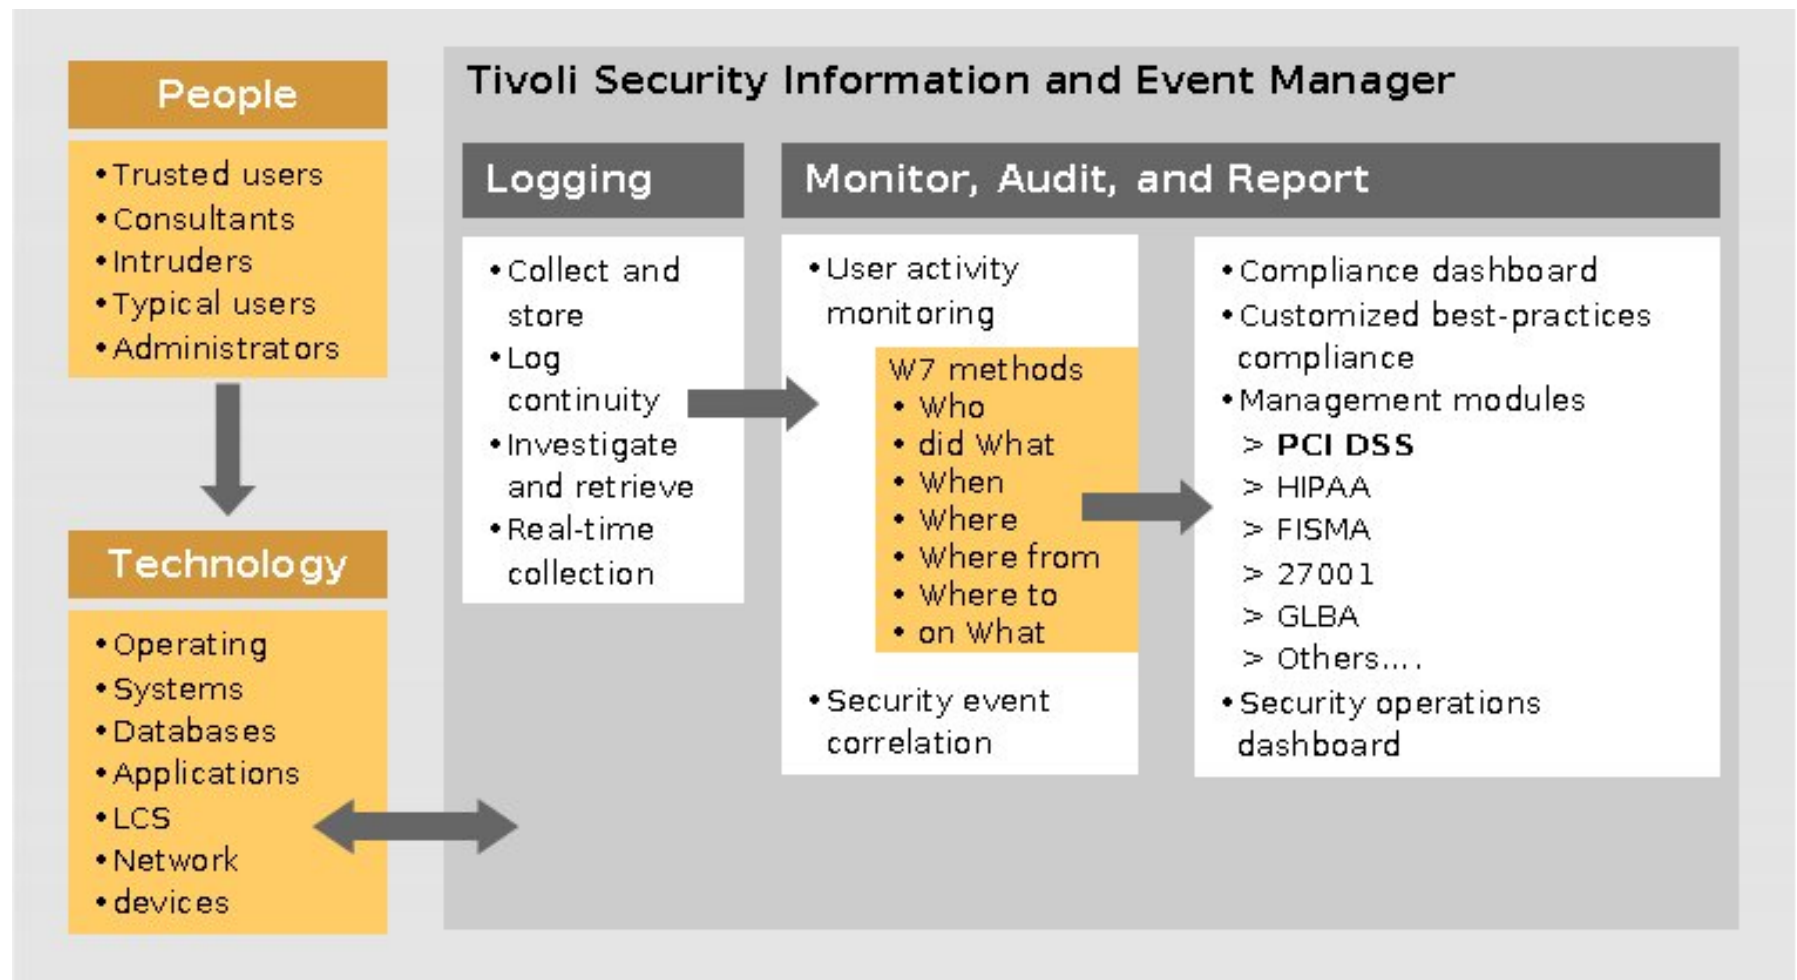 People
• Trusted users
• Consultants
• Intruders
• Typical users
• Administrators
Technology
• Operating
• Systems
• Databases
• Applications
• LCS
• Network
• devices
Tivoli Security Information and Event Manager
Logging
• Collect and
store
• Log
continuity
• Investigate
and retrieve
• Real-time
collection
Monitor, Audit, and Report
• User activity
monitoring
W7 methods
• Who
• did What
• When
• Where
• Where from
• Where to
• on What
• Security event
correlation
• Compliance dashboard
• Customized best-practices
compliance
• Management modules
> PCI DSS
> HIPAA
> FISMA
> 27001
> GLBA
> Others....
• Security operations
dashboard